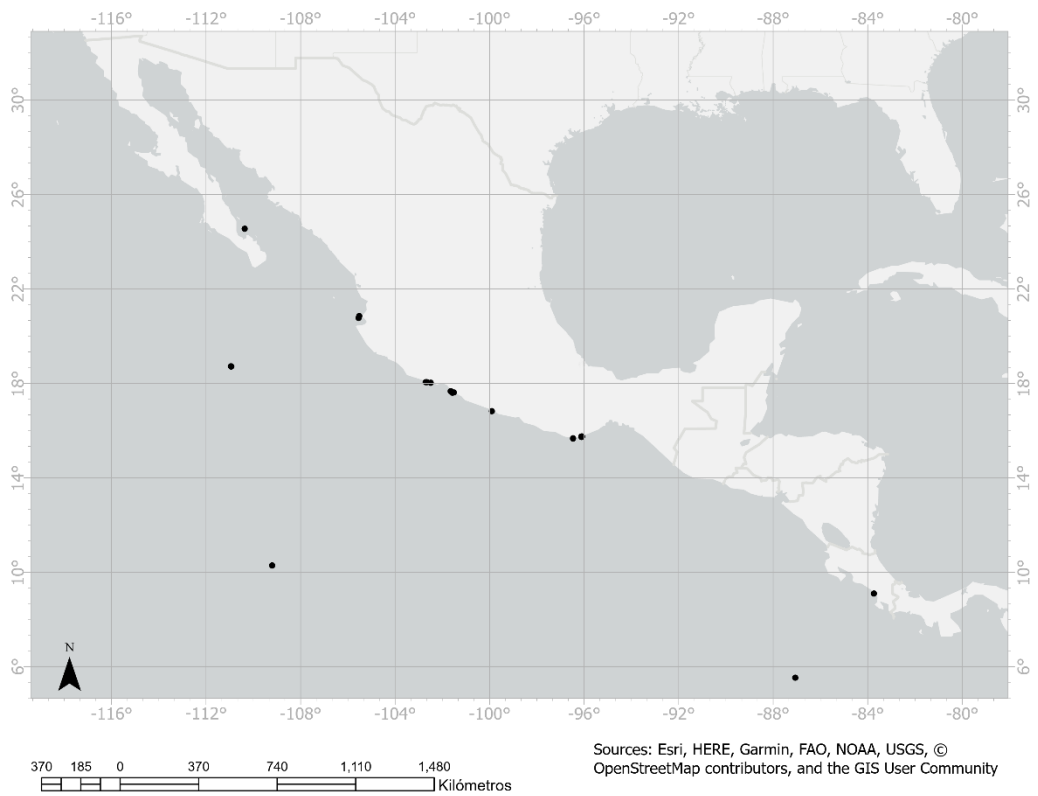 -116° -112° -108° -104° -100° -96° -92° -88° -84° -80°
30° 30°
26° 26°
22° 22°
18° 18°
14° 14°
10° 10°
6° 6°
N
-116° -112° -108° -104° -100° -96° -92° -88° -84° -80°
370 185 0 370 740 1,110 1,480
Kilómetros
Sources: Esri, HERE, Garmin, FAO, NOAA, USGS, ©
OpenStreetMap contributors, and the GIS User Community